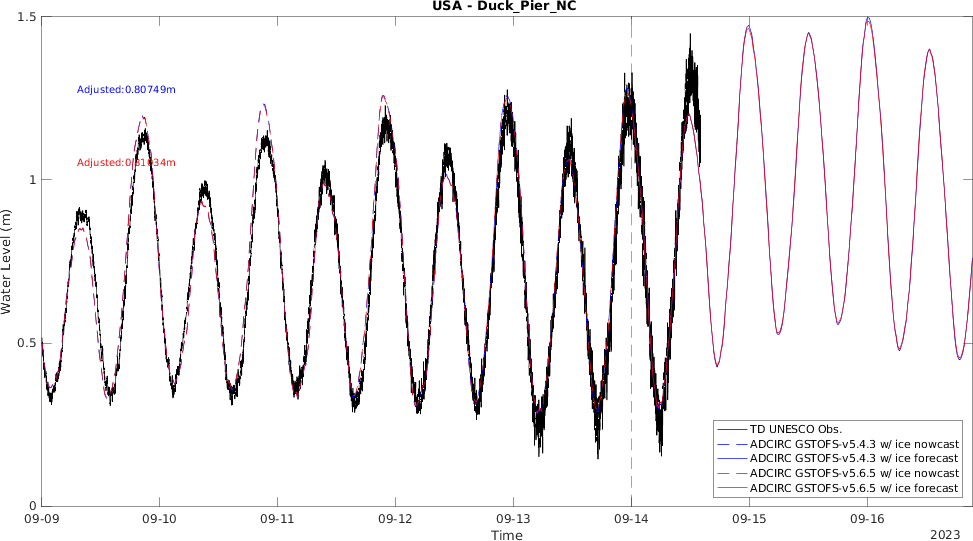 USA - Duck_Pier_NC
1.5
Adjusted:0.80749m
Adjusted:0.81034m
1
Water Level (m)
0.5
0
09-09 09-10 09-11 09-12 09-13 09-14 09-15 09-16
Time
2023
TD UNESCO Obs.
ADCIRC GSTOFS-v5.4.3 w/ ice nowcast
ADCIRC GSTOFS-v5.4.3 w/ ice forecast
ADCIRC GSTOFS-v5.6.5 w/ ice nowcast
ADCIRC GSTOFS-v5.6.5 w/ ice forecast